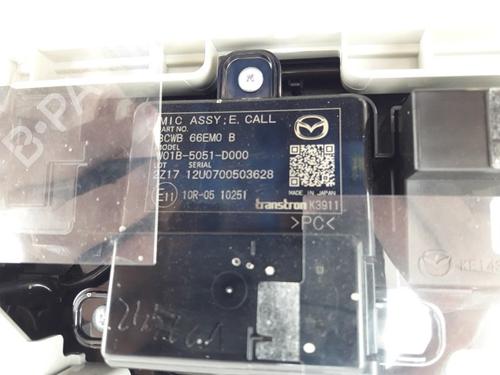 MIC ASSY;E. CALL
PART NO.
BCWB 66EM0 B
MODEL
W01B-5051-D000
LOT SERIAL
2Z17 12U0700503628
E11 10R-05 10251
MADE IN JAPAN
transtron K3911
>PC<
B-PARTS